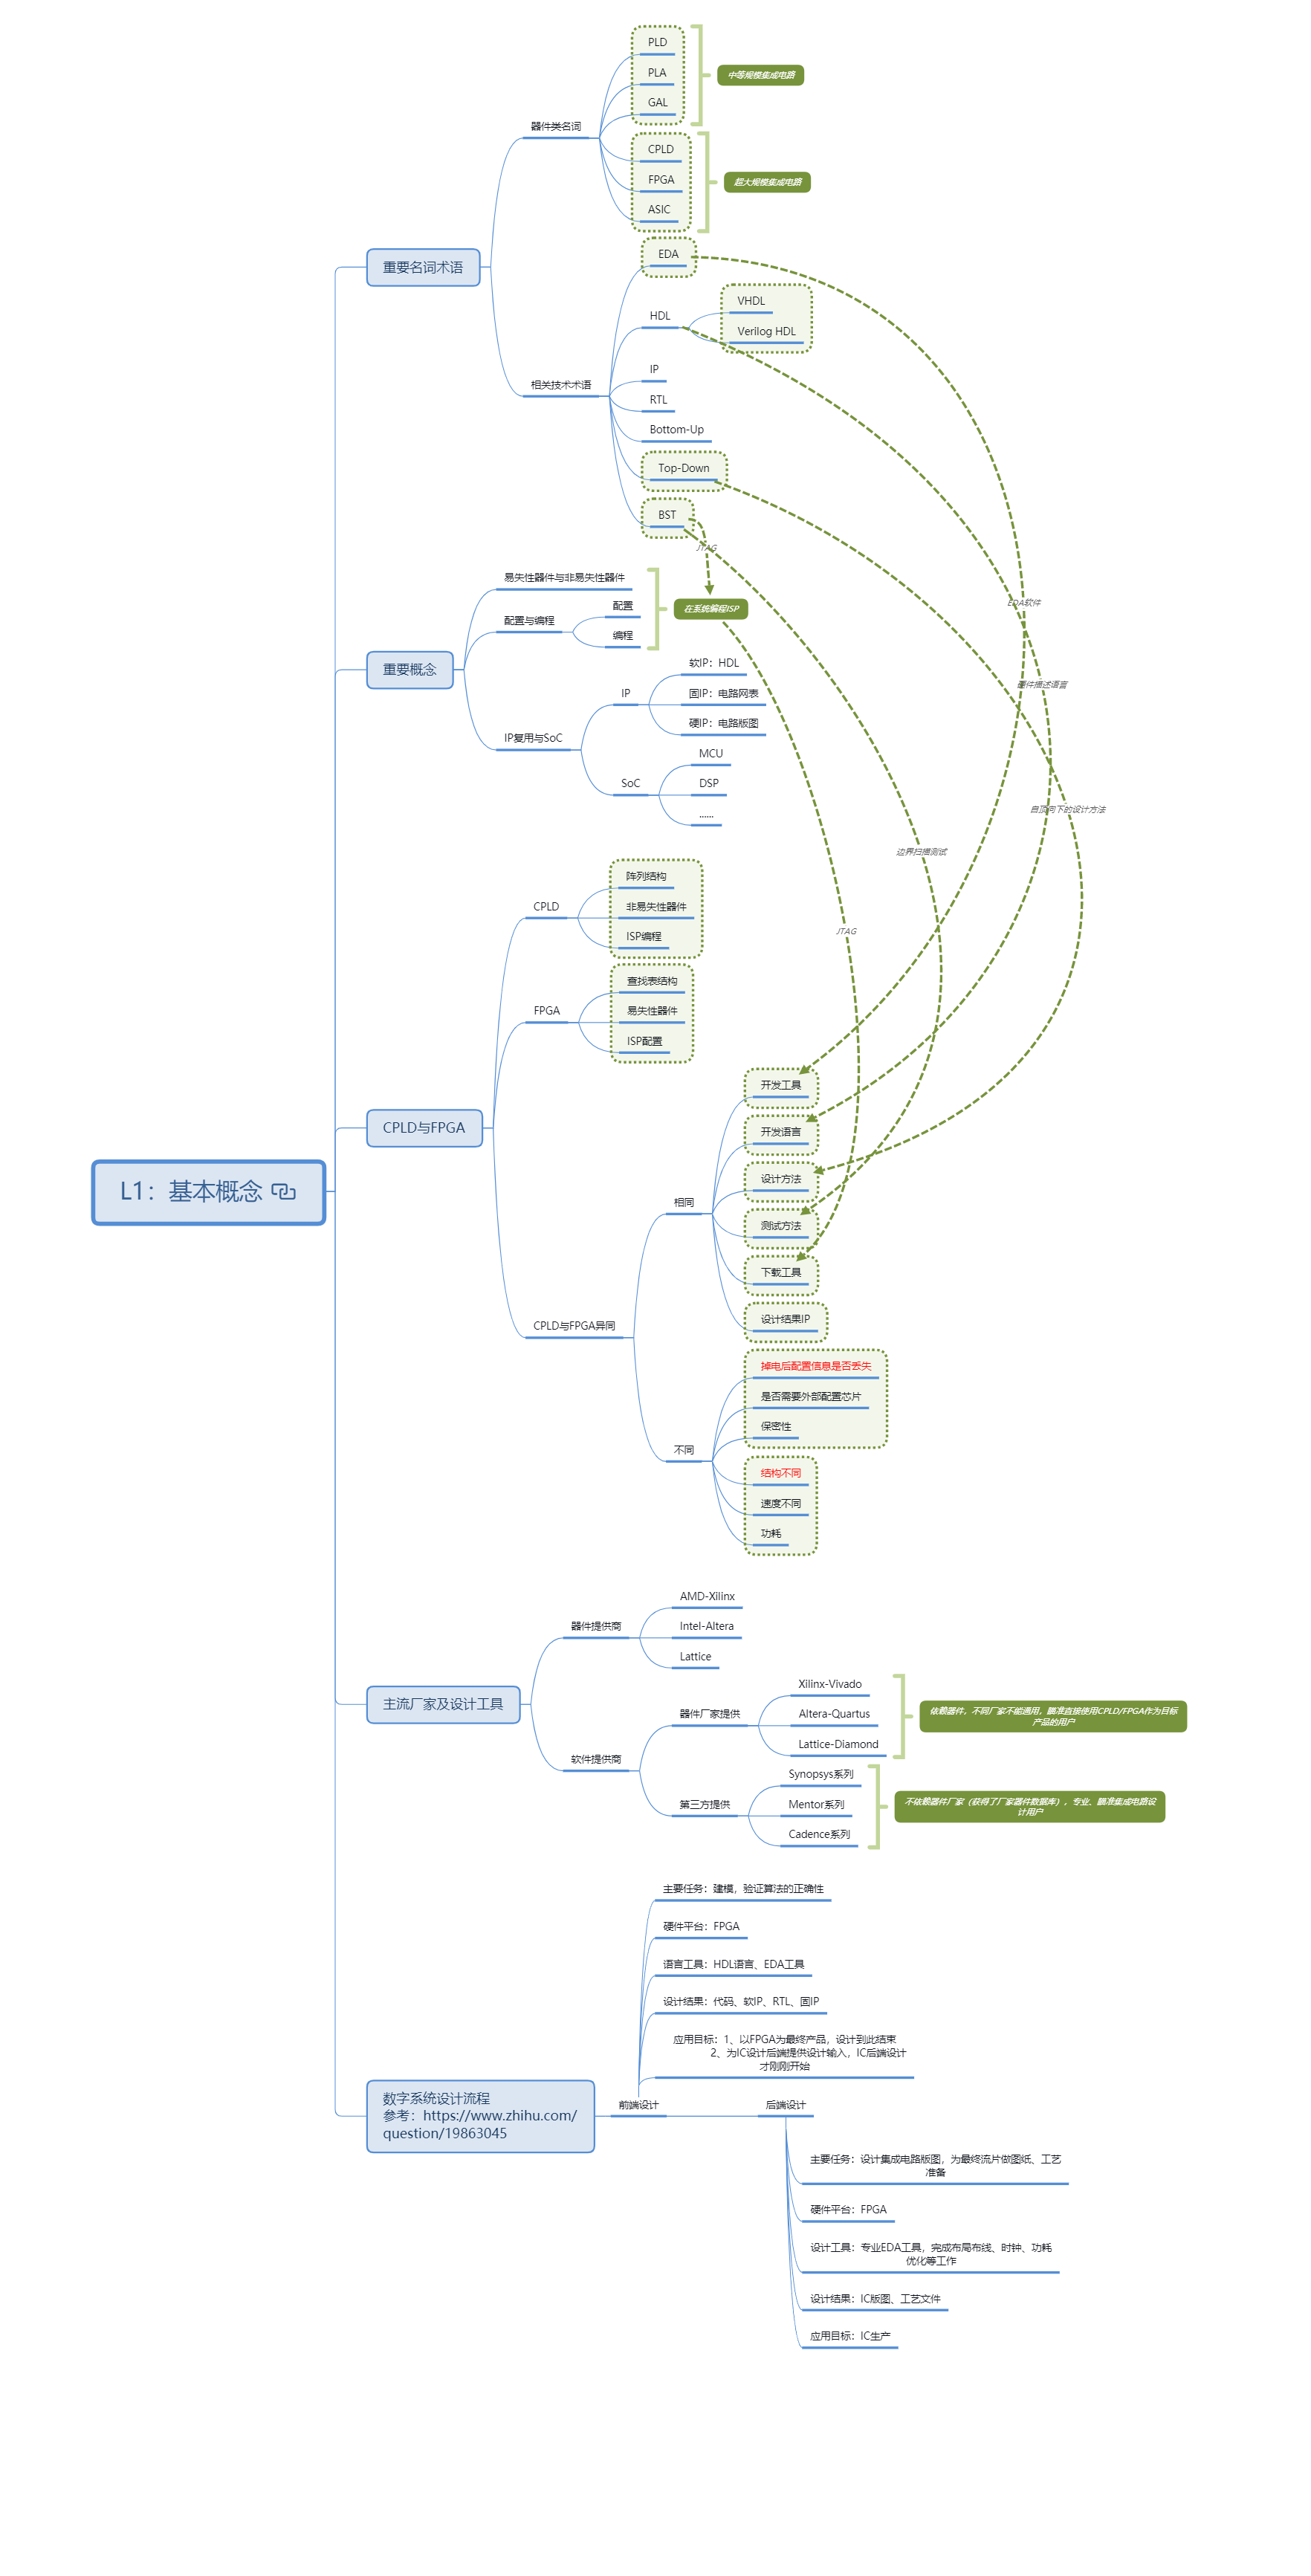 PLD
PLA
GAL
中等规模集成电路
器件类名词
CPLD
FPGA
ASIC
超大规模集成电路
重要名词术语
EDA
HDL
VHDL
Verilog HDL
相关技术术语
IP
RTL
Bottom-Up
Top-Down
BST
JTAG
易失性器件与非易失性器件
配置与编程
配置
编程
在系统编程ISP
EDA软件
重要概念
软IP：HDL
IP
固IP：电路网表
硬IP：电路版图
硬件描述语言
IP复用与SoC
MCU
SoC
DSP
......
自顶向下的设计方法
边界扫描测试
JTAG
阵列结构
CPLD
非易失性器件
ISP编程
查找表结构
FPGA
易失性器件
ISP配置
CPLD与FPGA
开发工具
开发语言
设计方法
相同
测试方法
下载工具
设计结果IP
CPLD与FPGA异同
掉电后配置信息是否丢失
是否需要外部配置芯片
保密性
不同
结构不同
速度不同
功耗
L1：基本概念
AMD-Xilinx
器件提供商
Intel-Altera
Lattice
主流厂家及设计工具
Xilinx-Vivado
器件厂家提供
Altera-Quartus
Lattice-Diamond
依赖器件，不同厂家不能通用，瞄准直接使用CPLD/FPGA作为目标
产品的用户
软件提供商
Synopsys系列
第三方提供
Mentor系列
Cadence系列
不依赖器件厂家（获得了厂家器件数据库），专业、瞄准集成电路设
计用户
主要任务：建模，验证算法的正确性
硬件平台：FPGA
语言工具：HDL语言、EDA工具
设计结果：代码、软IP、RTL、固IP
应用目标：1、以FPGA为最终产品，设计到此结束
2、为IC设计后端提供设计输入，IC后端设计
才刚刚开始
数字系统设计流程
参考：https://www.zhihu.com/
question/19863045
前端设计
后端设计
主要任务：设计集成电路版图，为最终流片做图纸、工艺
准备
硬件平台：FPGA
设计工具：专业EDA工具，完成布局布线、时钟、功耗
优化等工作
设计结果：IC版图、工艺文件
应用目标：IC生产